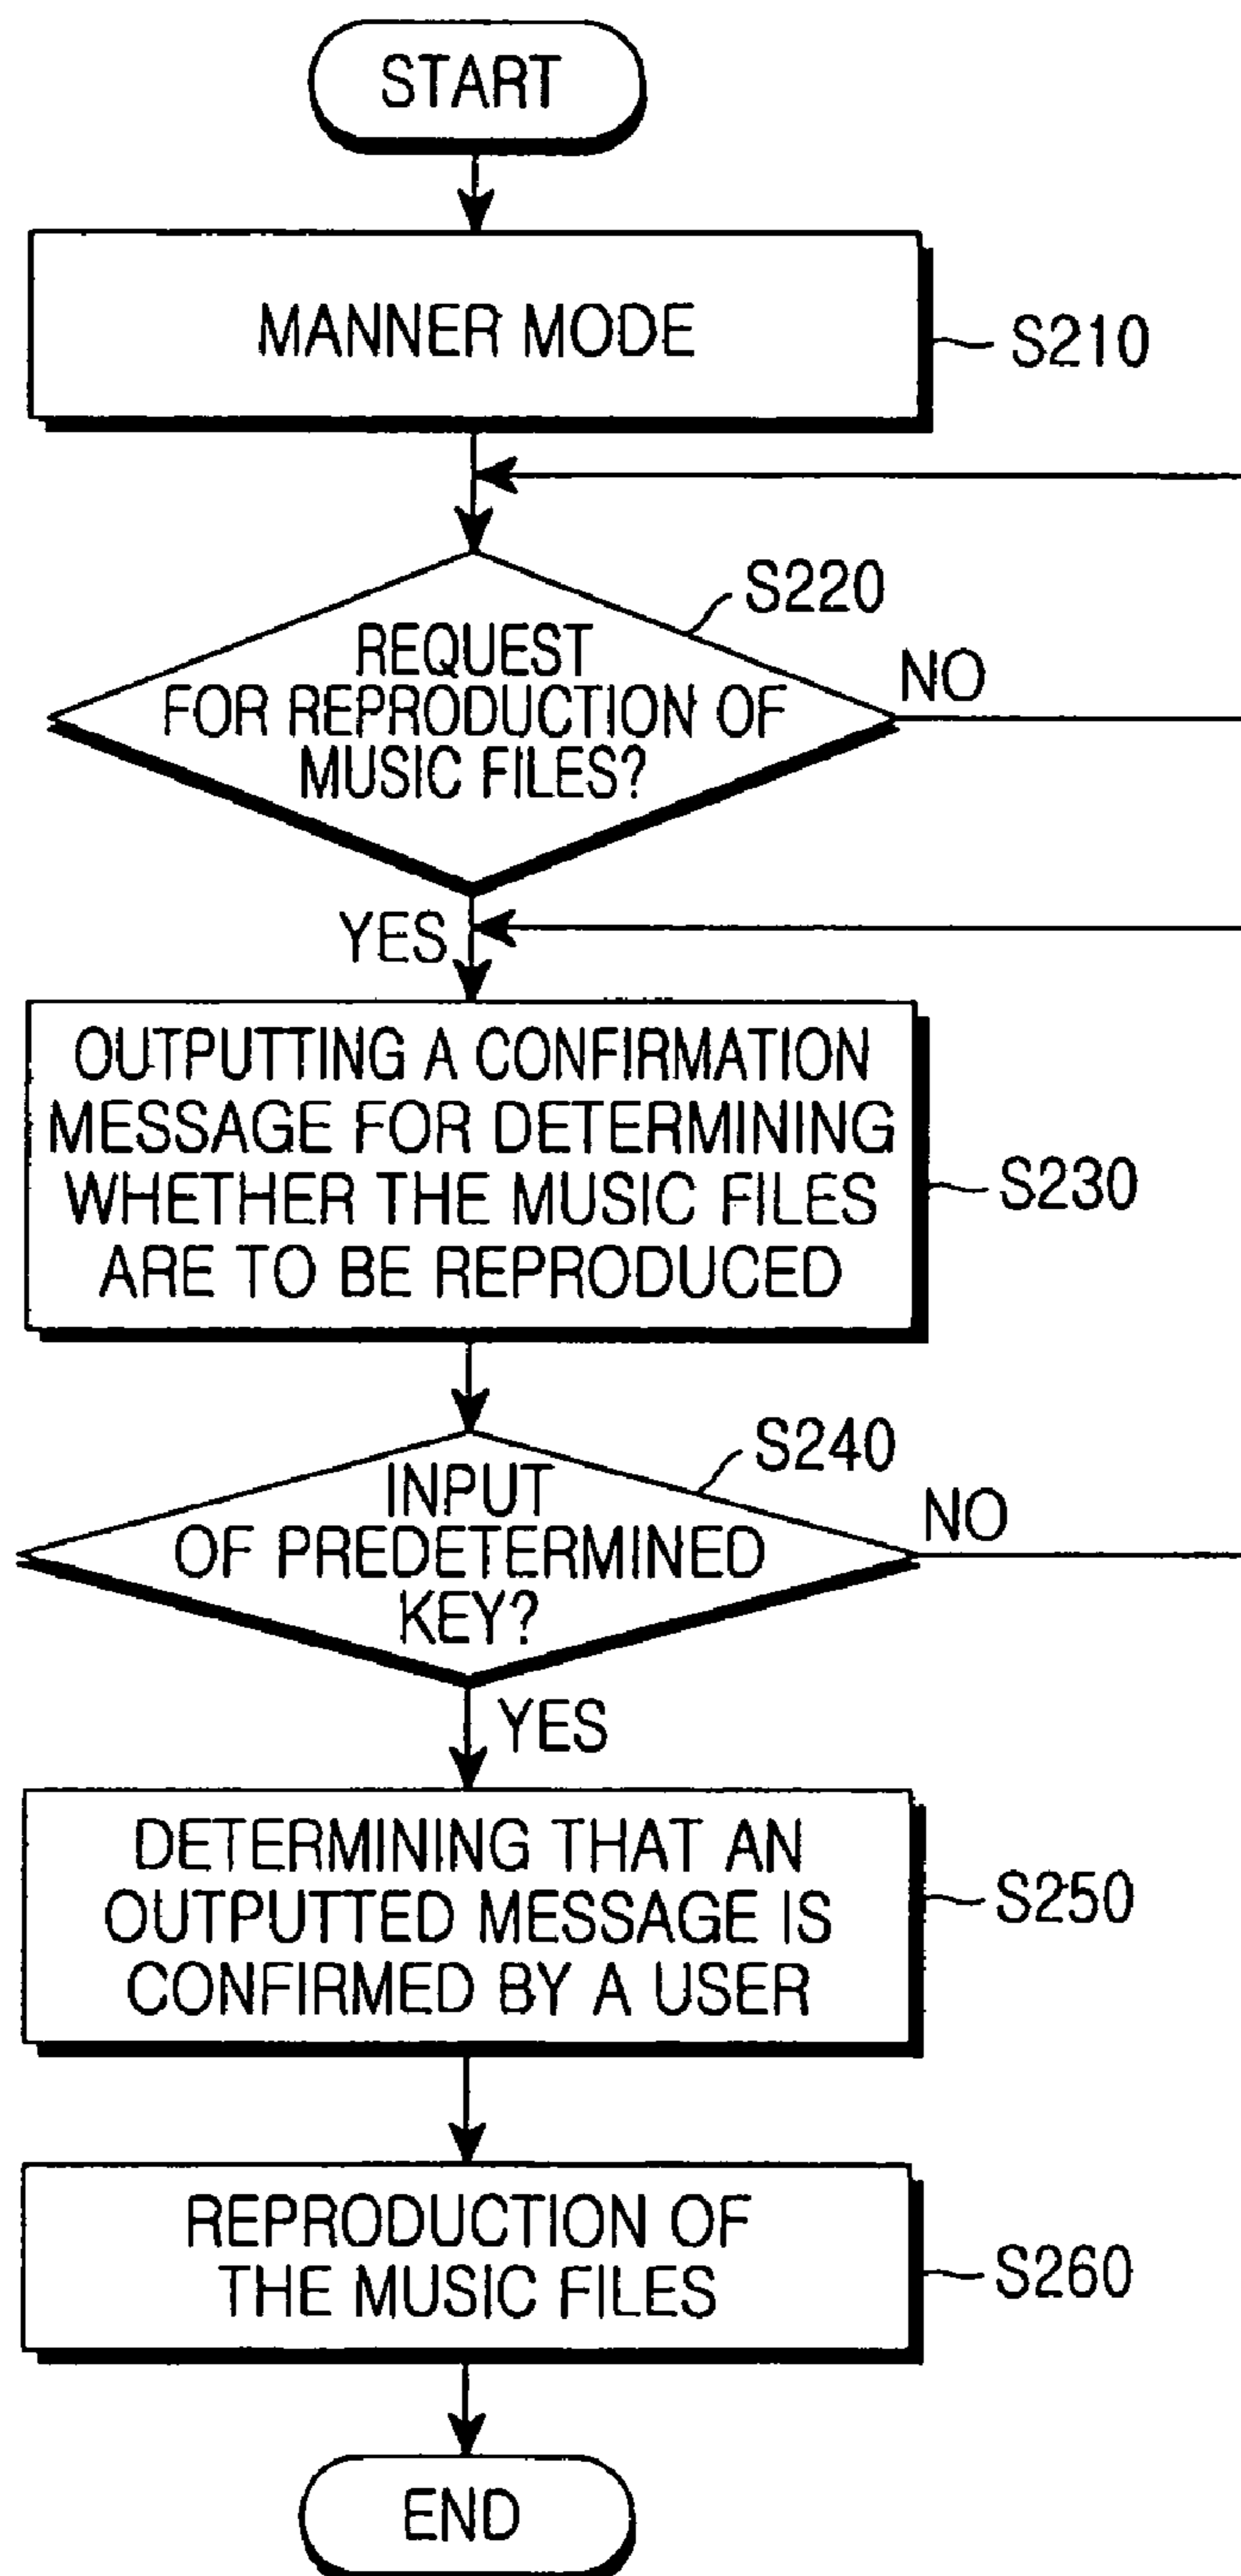 START
MANNER MODE
S210
S220
REQUEST
FOR REPRODUCTION OF
MUSIC FILES?
NO
YES
OUTPUTTING A CONFIRMATION
MESSAGE FOR DETERMINING
WHETHER THE MUSIC FILES
ARE TO BE REPRODUCED
S230
S240
INPUT
OF PREDETERMINED
KEY?
NO
YES
DETERMINING THAT AN
OUTPUTTED MESSAGE IS
CONFIRMED BY A USER
S250
REPRODUCTION OF
THE MUSIC FILES
S260
END